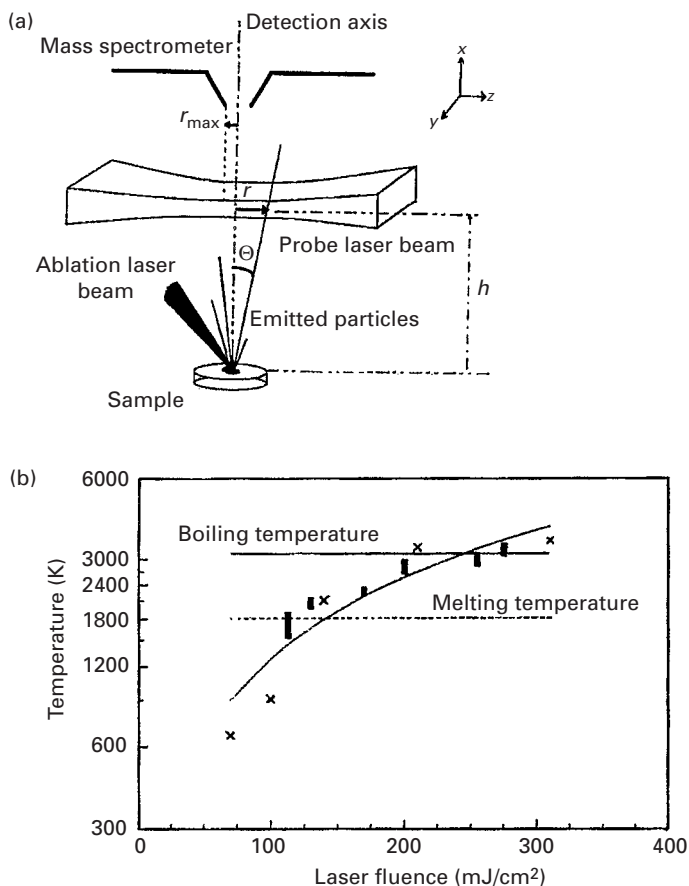 (a)
Detection axis
Mass spectrometer
x
z
y
r max
r
Probe laser beam
Θ
Ablation laser
beam
h
Emitted particles
Sample
(b)
6000
Boiling temperature
3000
2400
Melting temperature
1800
1200
600
300
Temperature (K)
0 100 200 300 400
Laser fluence (mJ/cm²)